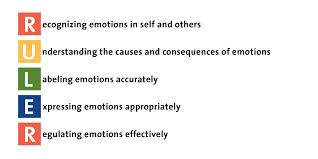 Recognizing emotions in self and others
Understanding the causes and consequences of emotions
Labeling emotions accurately
Expressing emotions appropriately
Regulating emotions effectively